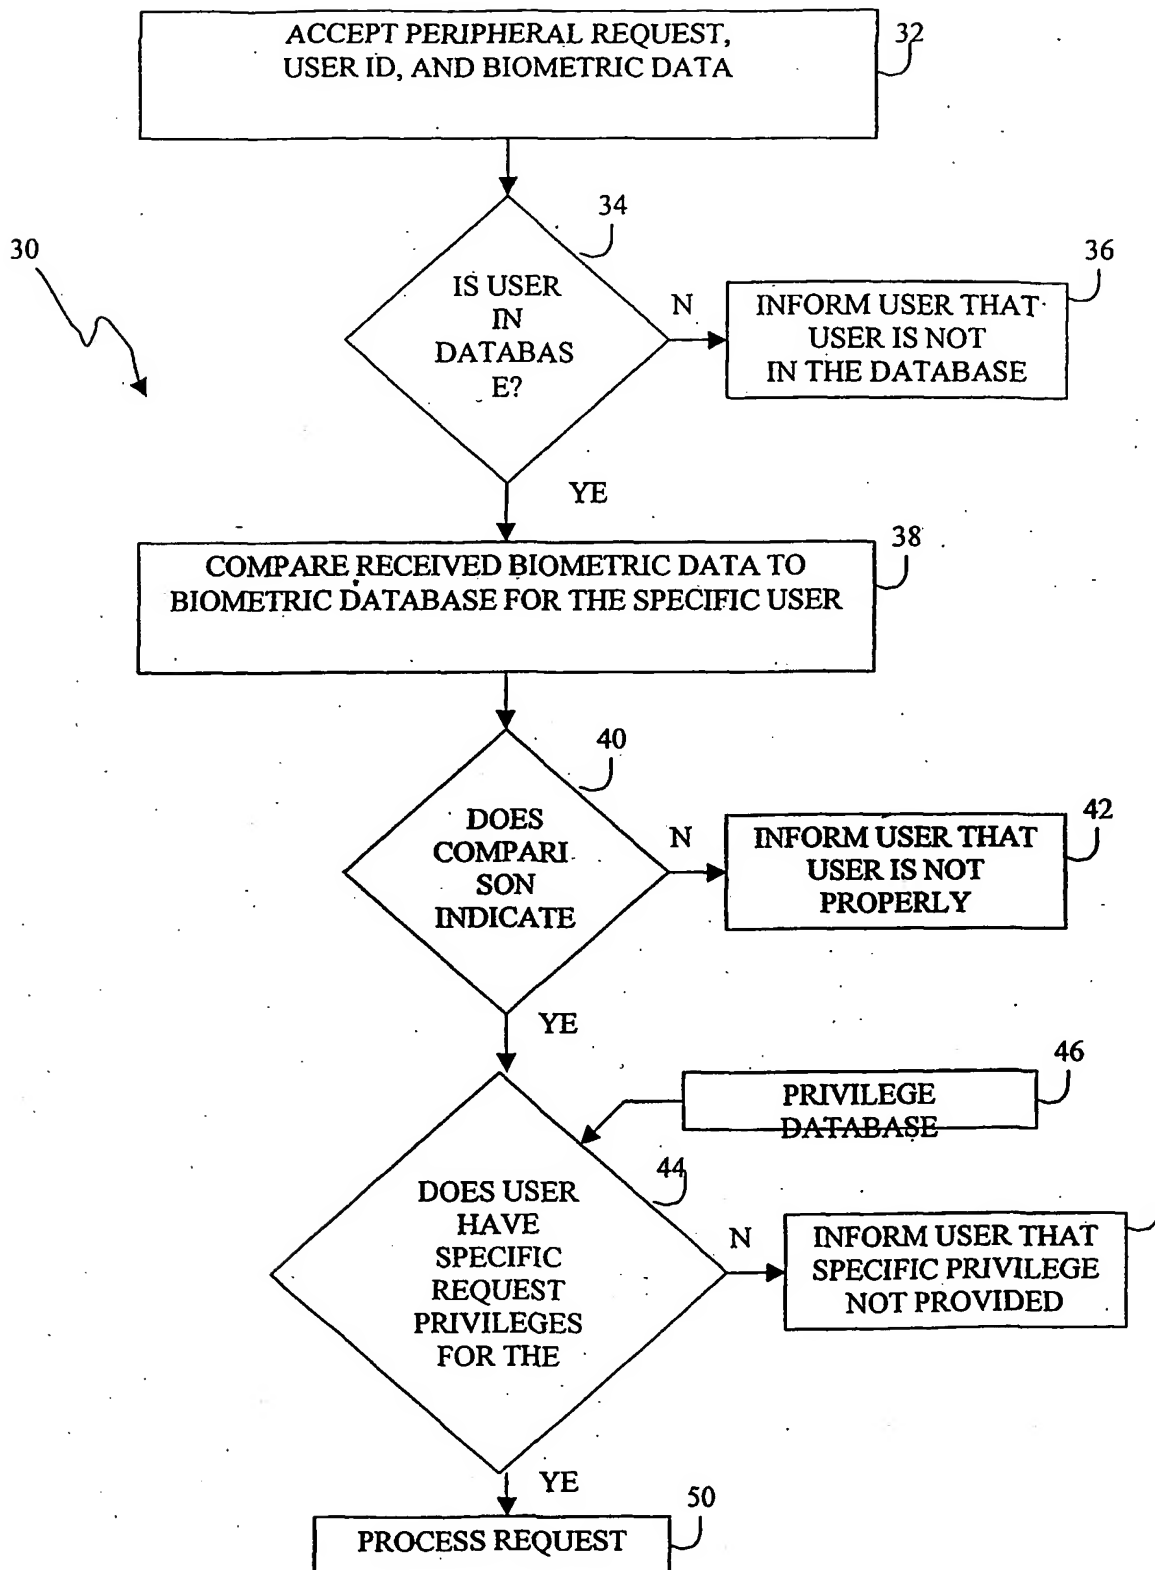 ACCEPT PERIPHERAL REQUEST,
USER ID, AND BIOMETRIC DATA
32
34
30
IS USER
IN
DATABAS
E?
N
36
INFORM USER THAT
USER IS NOT
IN THE DATABASE
YE
38
COMPARE RECEIVED BIOMETRIC DATA TO
BIOMETRIC DATABASE FOR THE SPECIFIC USER
40
DOES
COMPARI
SON
INDICATE
N
42
INFORM USER THAT
USER IS NOT
PROPERLY
YE
46
PRIVILEGE
DATABASE
44
DOES USER
HAVE
SPECIFIC
REQUEST
PRIVILEGES
FOR THE
N
INFORM USER THAT
SPECIFIC PRIVILEGE
NOT PROVIDED
YE
50
PROCESS REQUEST